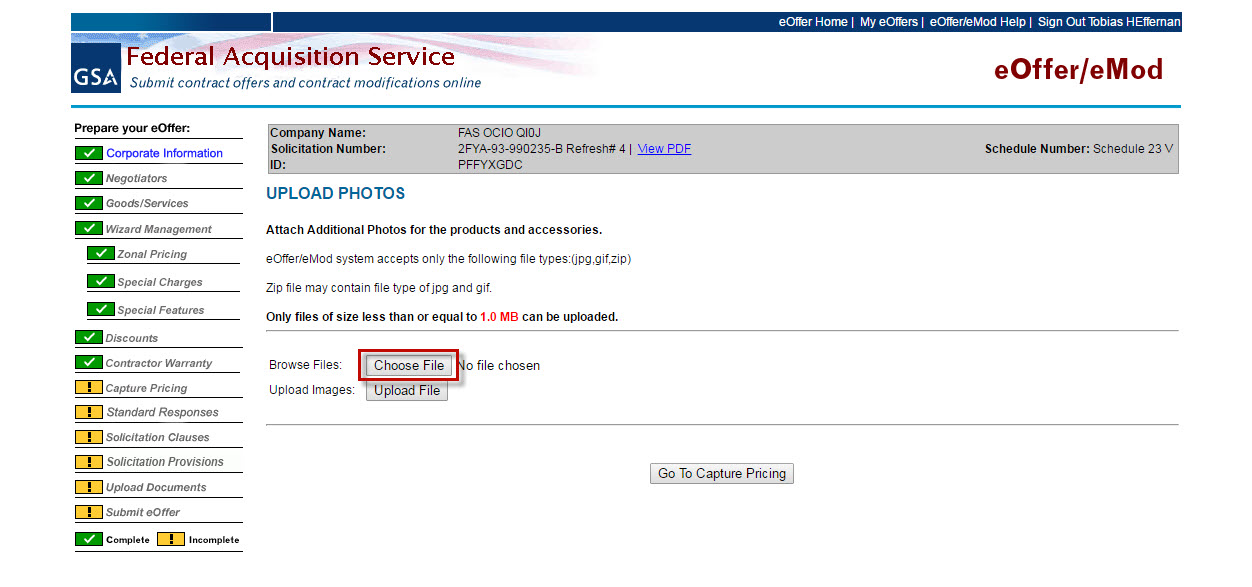 eOffer Home | My eOffers | eOffer/eMod Help | Sign Out Tobias HEffernan
GSA
Federal Acquisition Service
Submit contract offers and contract modifications online
eOffer/eMod
Prepare your eOffer:
Corporate Information
Negotiators
Goods/Services
Wizard Management
Zonal Pricing
Special Charges
Special Features
Discounts
Contractor Warranty
Capture Pricing
Standard Responses
Solicitation Clauses
Solicitation Provisions
Upload Documents
Submit eOffer
Complete Incomplete
Company Name: FAS OCIO QI0J
Solicitation Number: 2FYA-93-990235-B Refresh# 4 | View PDF Schedule Number: Schedule 23 V
ID: PFFYXGDC
UPLOAD PHOTOS
Attach Additional Photos for the products and accessories.
eOffer/eMod system accepts only the following file types:(jpg,gif,zip)
Zip file may contain file type of jpg and gif.
Only files of size less than or equal to 1.0 MB can be uploaded.
Browse Files: Choose File No file chosen
Upload Images: Upload File
Go To Capture Pricing